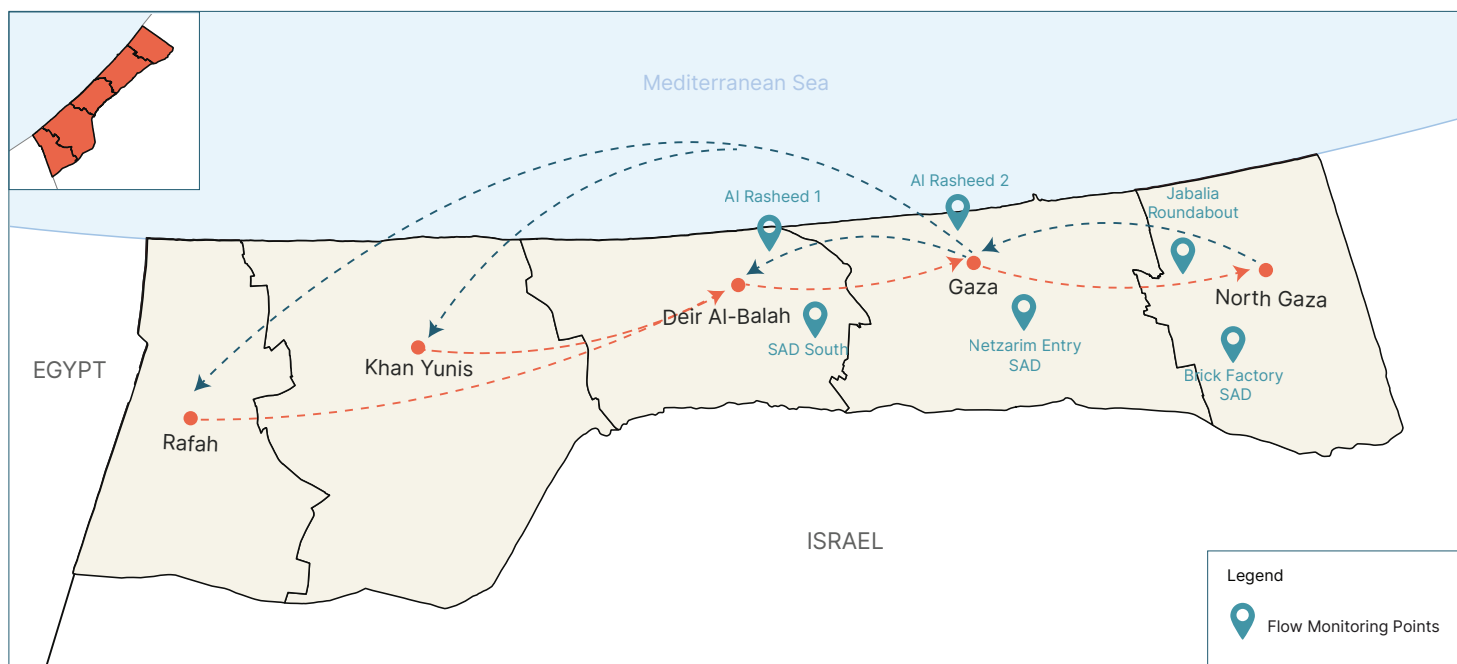 Mediterranean Sea
Al Rasheed 1
Al Rasheed 2
Jabalia
Roundabout
Gaza
North Gaza
Deir Al-Balah
SAD South
Netzarim Entry
SAD
Khan Yunis
Brick Factory
SAD
EGYPT
Rafah
ISRAEL
Legend
Flow Monitoring Points